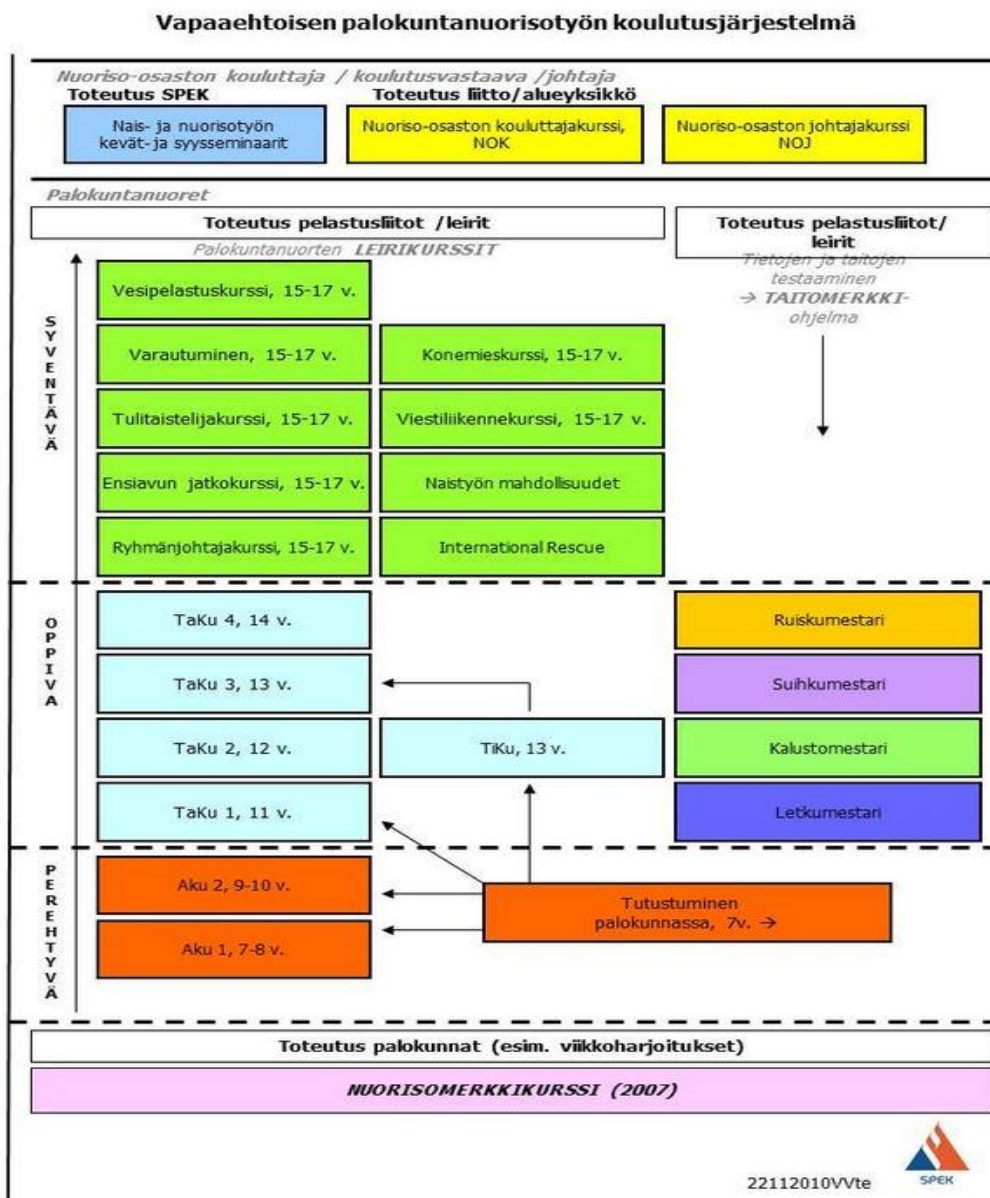 Vapaaehtoisen palokuntanuorisotyön koulutusjärjestelmä
Nuoriso-osaston kouluttaja / koulutusvastaava /johtaja
Toteutus SPEK
Toteutus liitto/alueyksikkö
Nais- ja nuorisotyön
kevät- ja syysseminaarit
Nuoriso-osaston kouluttajakurssi,
NOK
Nuoriso-osaston johtajakurssi
NOJ
Palokuntanuoret
Toteutus pelastusliitot /leirit
Toteutus pelastusliitot/
leirit
Palokuntanuorten LEIRIKURSSIT
Tietojen ja taitojen
testaaminen
→ TAITOMERKKI-
ohjelma
SYVENTÄVÄ
Vesipelastuskurssi, 15-17 v.
Varautuminen, 15-17 v.
Konemieskurssi, 15-17 v.
Tulitaistelijakurssi, 15-17 v.
Viestiliikennekurssi, 15-17 v.
Ensiavun jatkokurssi, 15-17 v.
Naistyön mahdollisuudet
Ryhmänjohtajakurssi, 15-17 v.
International Rescue
OPPIVA
TaKu 4, 14 v.
Ruiskumestari
TaKu 3, 13 v.
Suihkumestari
TaKu 2, 12 v.
TiKu, 13 v.
Kalustomestari
TaKu 1, 11 v.
Letkumestari
PEREHTYVÄ
Aku 2, 9-10 v.
Tutustuminen
palokunnassa, 7v. →
Aku 1, 7-8 v.
Toteutus palokunnat (esim. viikkoharjoitukset)
NUORISOMERKKIKURSSI (2007)
22112010VVte
SPEK